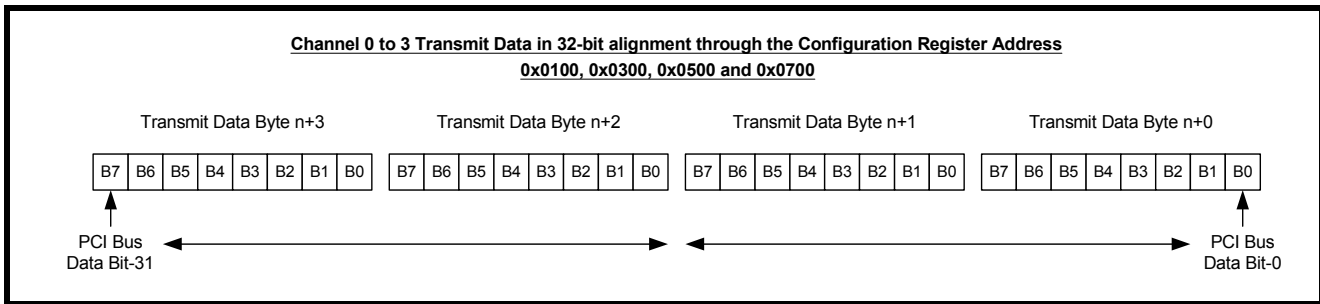 Channel 0 to 3 Transmit Data in 32-bit alignment through the Configuration Register Address
0x0100, 0x0300, 0x0500 and 0x0700
Transmit Data Byte n+3 Transmit Data Byte n+2 Transmit Data Byte n+1 Transmit Data Byte n+0
B7 B6 B5 B4 B3 B2 B1 B0 B7 B6 B5 B4 B3 B2 B1 B0 B7 B6 B5 B4 B3 B2 B1 B0 B7 B6 B5 B4 B3 B2 B1 B0
PCI Bus PCI Bus
Data Bit-31 Data Bit-0